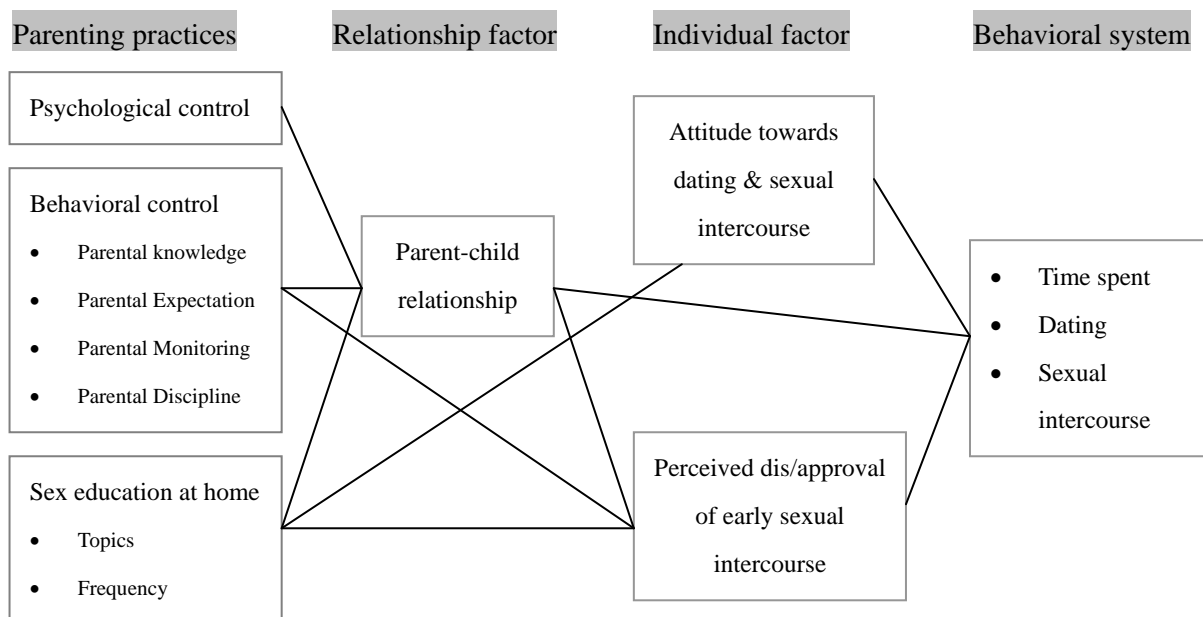 Parenting practices
Relationship factor
Individual factor
Behavioral system
Psychological control
Behavioral control
• Parental knowledge
• Parental Expectation
• Parental Monitoring
• Parental Discipline
Sex education at home
• Topics
• Frequency
Parent-child
relationship
Attitude towards
dating & sexual
intercourse
Perceived dis/approval
of early sexual
intercourse
• Time spent
• Dating
• Sexual
intercourse